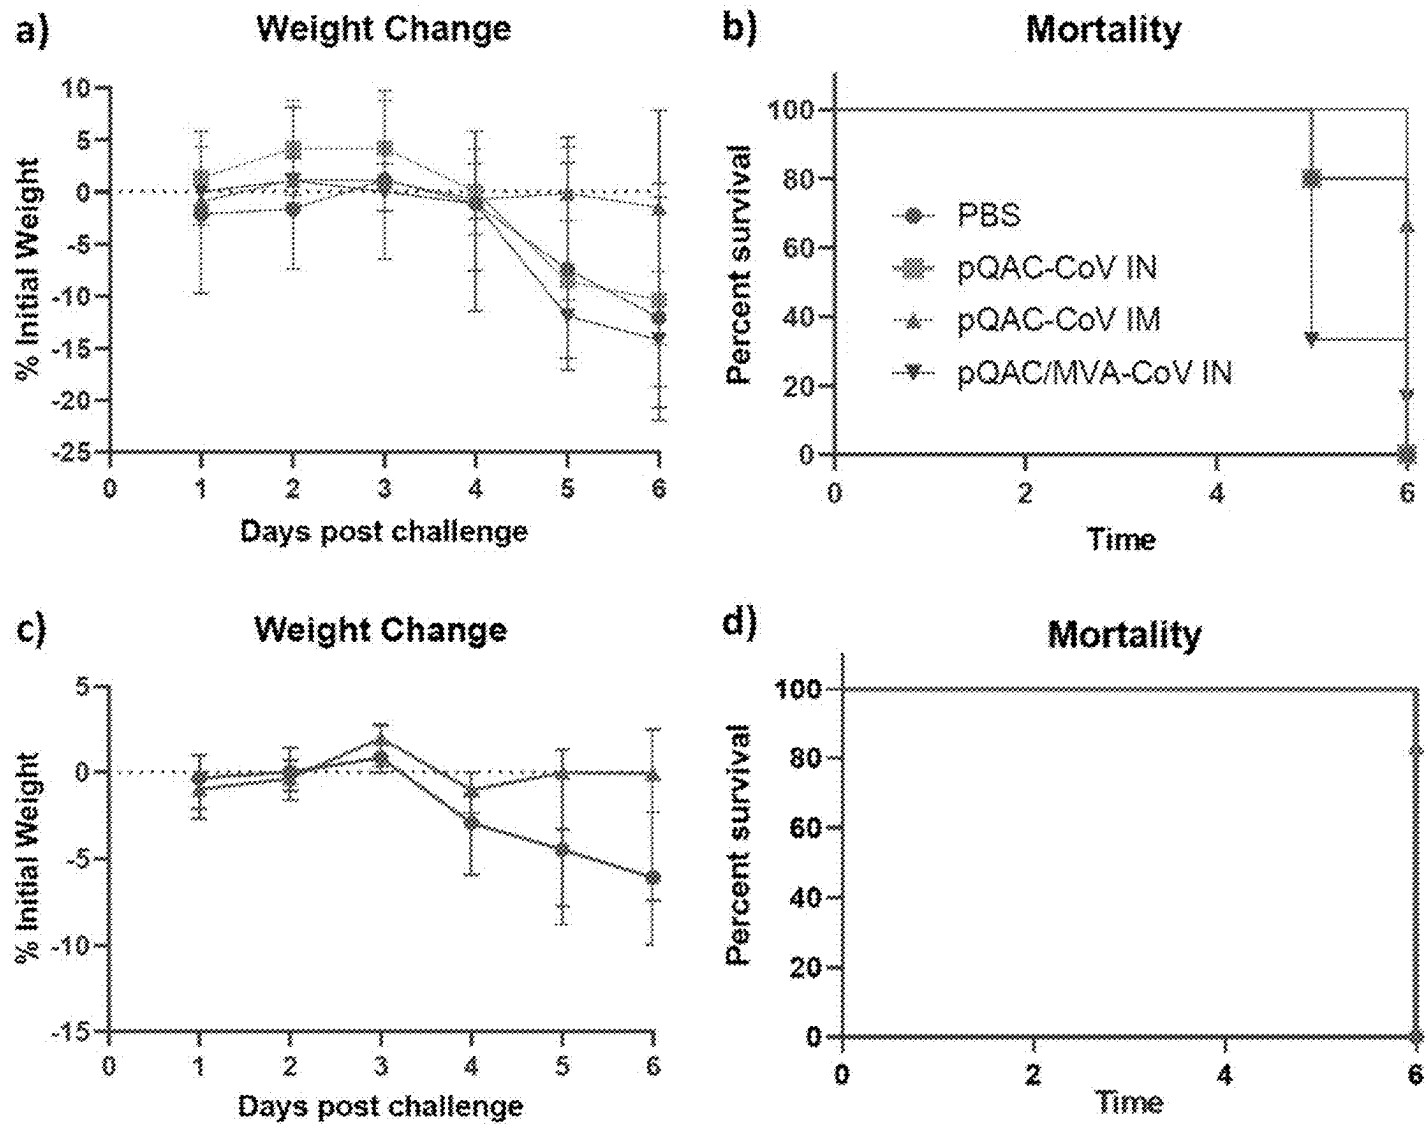 a)
Weight Change
% Initial Weight
10
5
0
-5
-10
-15
-20
-25
0 1 2 3 4 5 6
Days post challenge
b)
Mortality
Percent survival
100
80
60
40
20
0
PBS
pQAC-CoV IN
pQAC-CoV IM
pQAC/MVA-CoV IN
0 2 4 6
Time
c)
Weight Change
% Initial Weight
5
0
-5
-10
-15
0 1 2 3 4 5 6
Days post challenge
d)
Mortality
Percent survival
100
80
60
40
20
0
0 2 4 6
Time